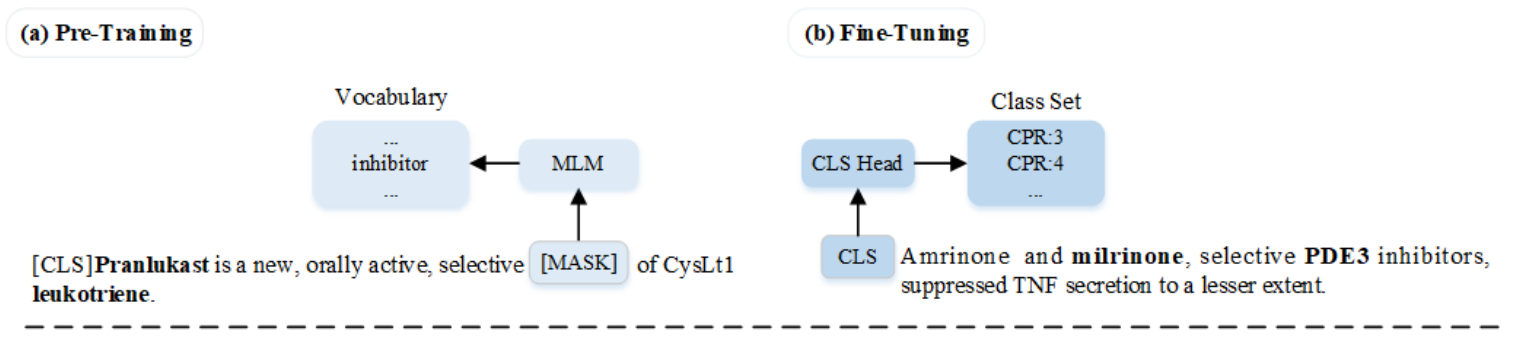 (a) Pre-Training
Vocabulary
...
inhibitor
...
MLM
[CLS]Pranlukast is a new, orally active, selective [MASK] of CysLt1
leukotriene.
(b) Fine-Tuning
Class Set
CPR:3
CPR:4
...
CLS Head
CLS Amrinone and milrinone, selective PDE3 inhibitors,
suppressed TNF secretion to a lesser extent.